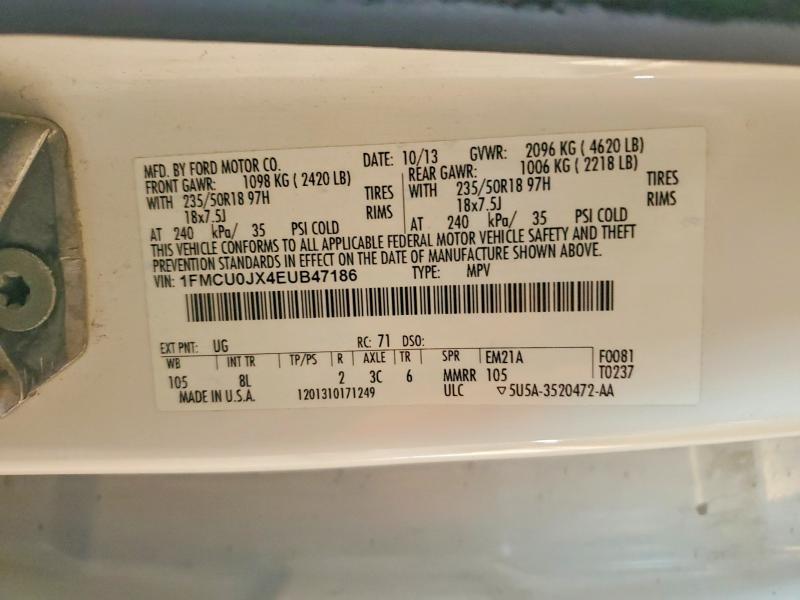 MFD. BY FORD MOTOR CO. DATE: 10/13 GVWR: 2096 KG ( 4620 LB)
FRONT GAWR: 1098 KG ( 2420 LB) REAR GAWR: 1006 KG ( 2218 LB)
WITH 235/50R18 97H TIRES WITH 235/50R18 97H TIRES
18x7.5J RIMS 18x7.5J RIMS
AT 240 kPa/ 35 PSI COLD AT 240 kPa/ 35 PSI COLD
THIS VEHICLE CONFORMS TO ALL APPLICABLE FEDERAL MOTOR VEHICLE SAFETY AND THEFT
PREVENTION STANDARDS IN EFFECT ON THE DATE OF MANUFACTURE SHOWN ABOVE.
VIN: 1FMCU0JX4EUB47186 TYPE: MPV
EXT PNT: UG RC: 71 DSO:
WB INT TR TP/PS R AXLE TR SPR EM21A F0081
105 8L 2 3C 6 MMRR 105 T0237
MADE IN U.S.A. 1201310171249 ULC ▽5U5A-3520472-AA